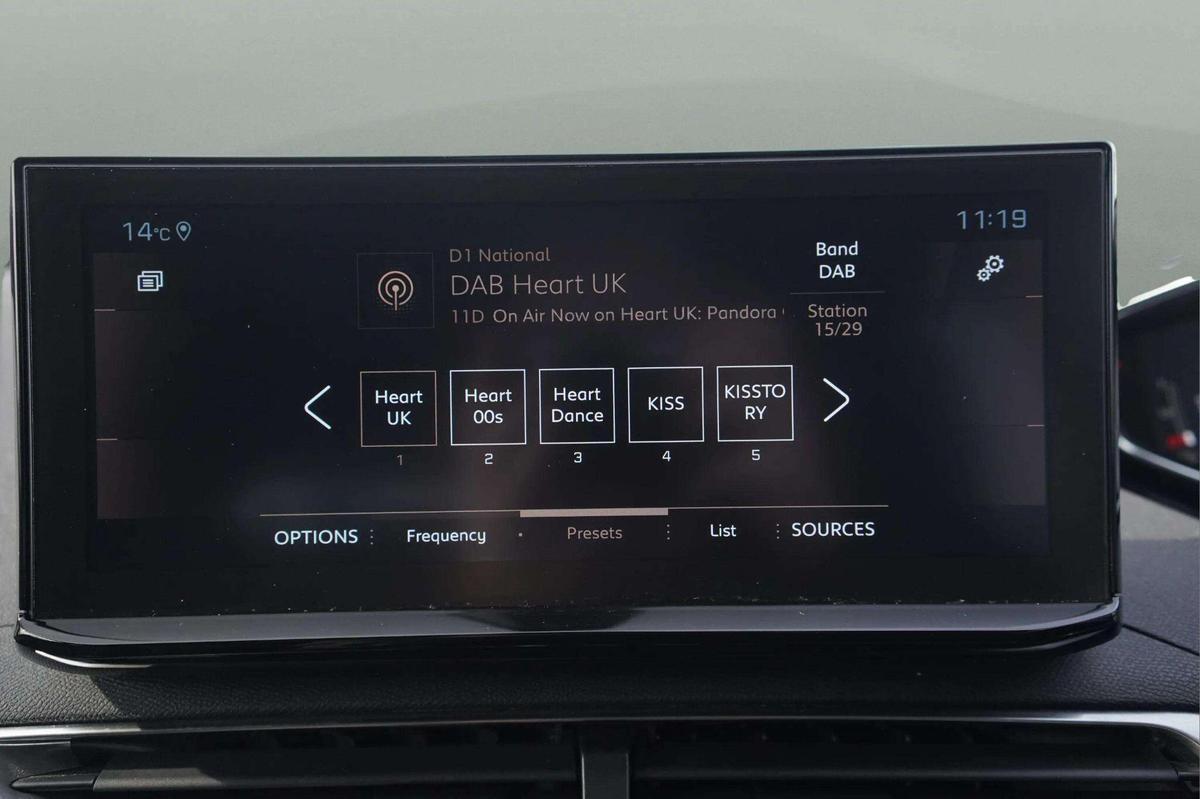 14°C
11:19
D1 National
DAB Heart UK
11D On Air Now on Heart UK: Pandora
Band
DAB
Station
15/29
Heart
UK
1
Heart
00s
2
Heart
Dance
3
KISS
4
KISSTO
RY
5
OPTIONS
Frequency
Presets
List
SOURCES